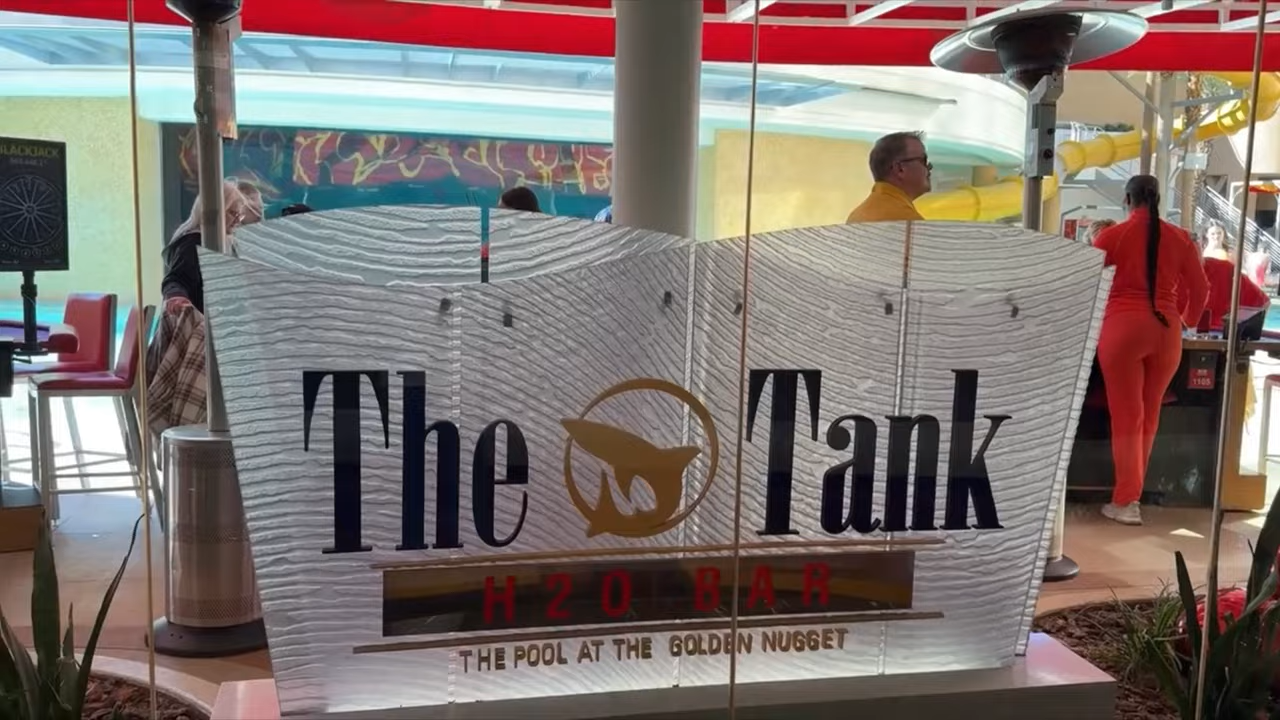 BLACKJACK
The Tank
H2O BAR
THE POOL AT THE GOLDEN NUGGET
1105